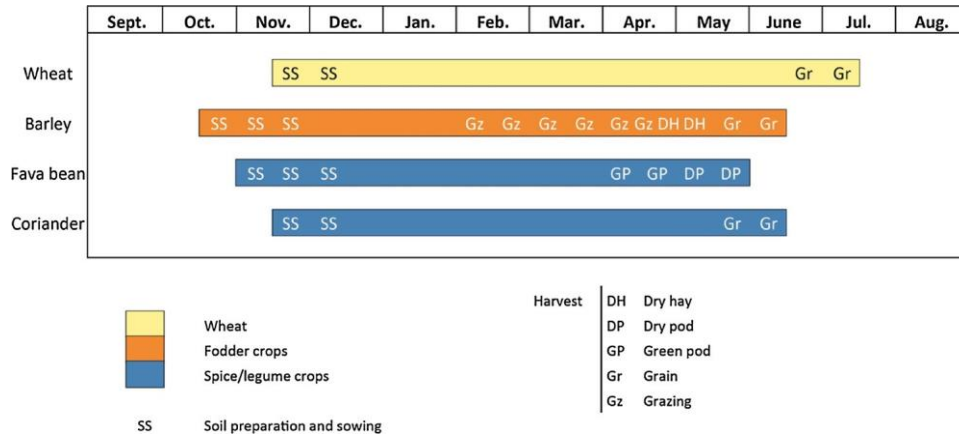 Sept. Oct. Nov. Dec. Jan. Feb. Mar. Apr. May June Jul. Aug.
Wheat SS SS Gr Gr
Barley SS SS SS Gz Gz Gz Gz Gz Gz DH DH Gr Gr
Fava bean SS SS SS GP GP DP DP
Coriander SS SS Gr Gr
Wheat
Fodder crops
Spice/legume crops
SS Soil preparation and sowing
Harvest DH Dry hay
DP Dry pod
GP Green pod
Gr Grain
Gz Grazing